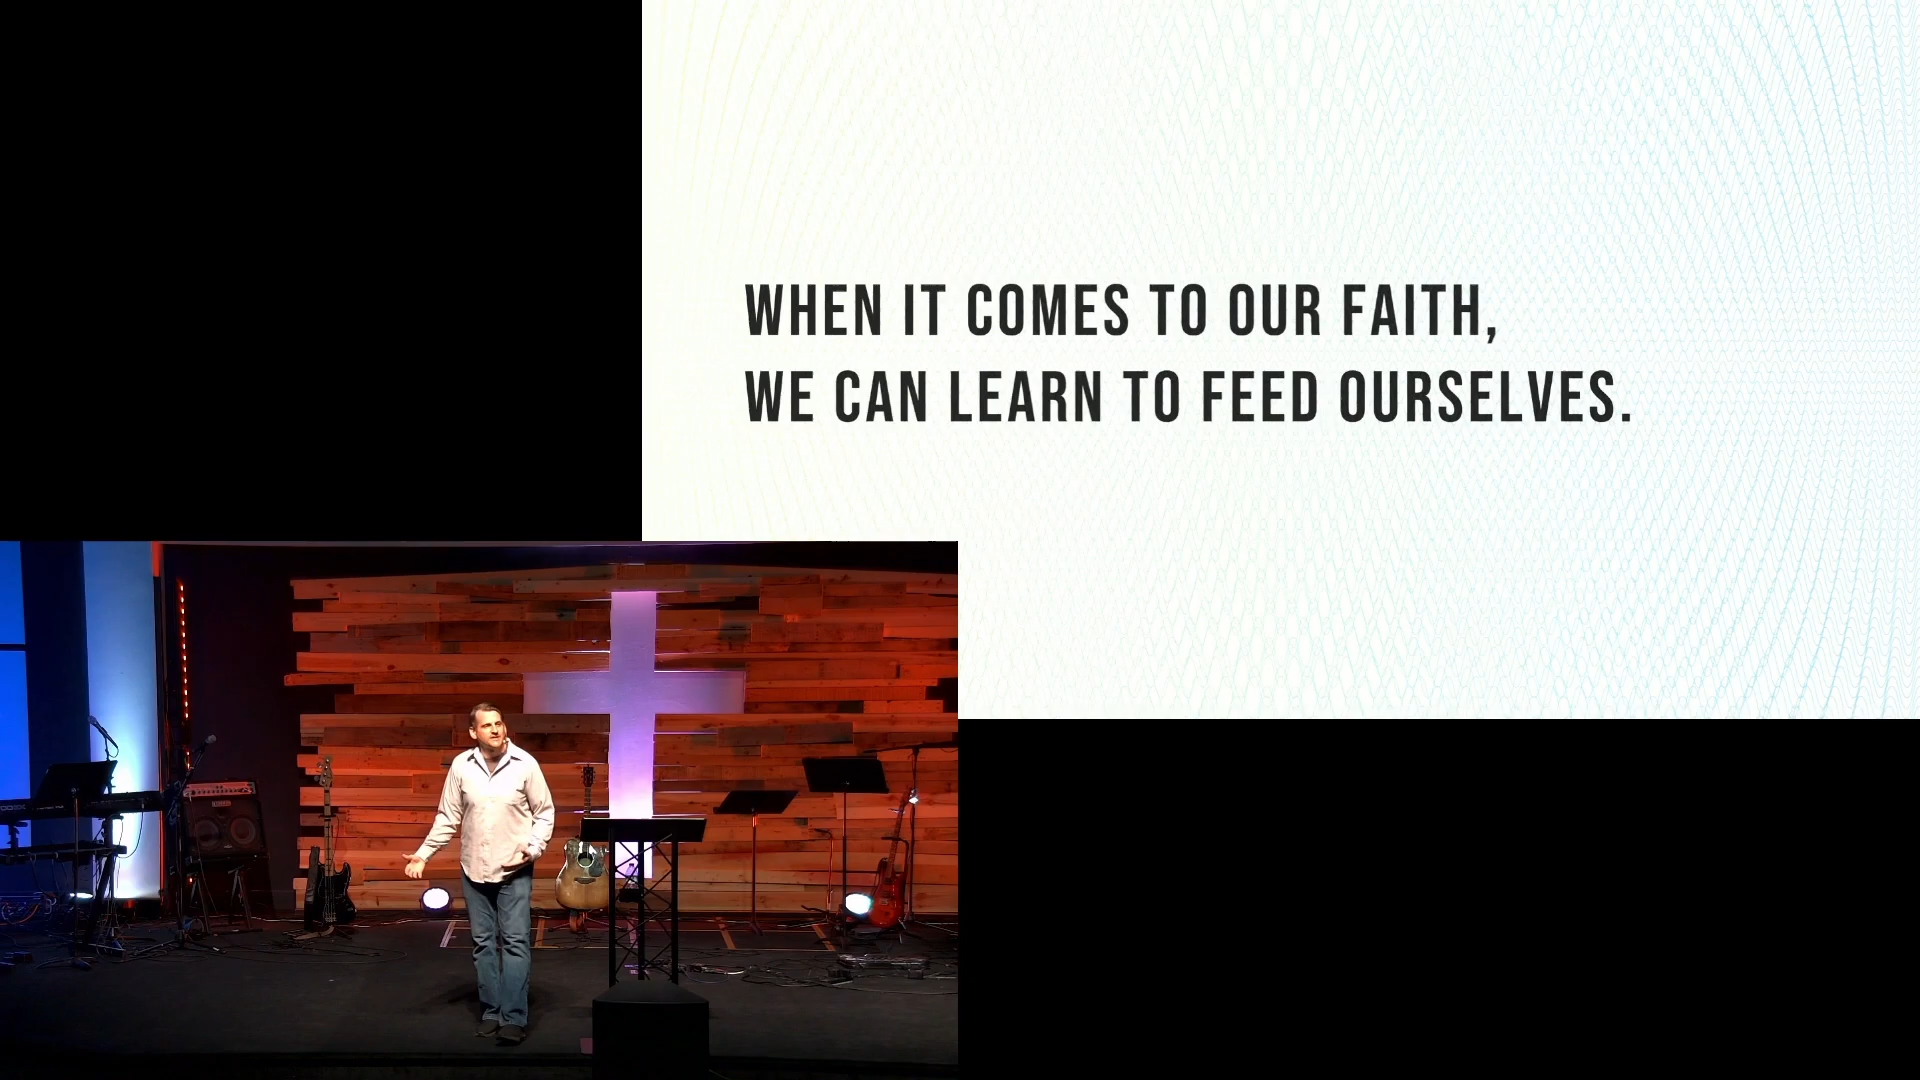 WHEN IT COMES TO OUR FAITH,
WE CAN LEARN TO FEED OURSELVES.